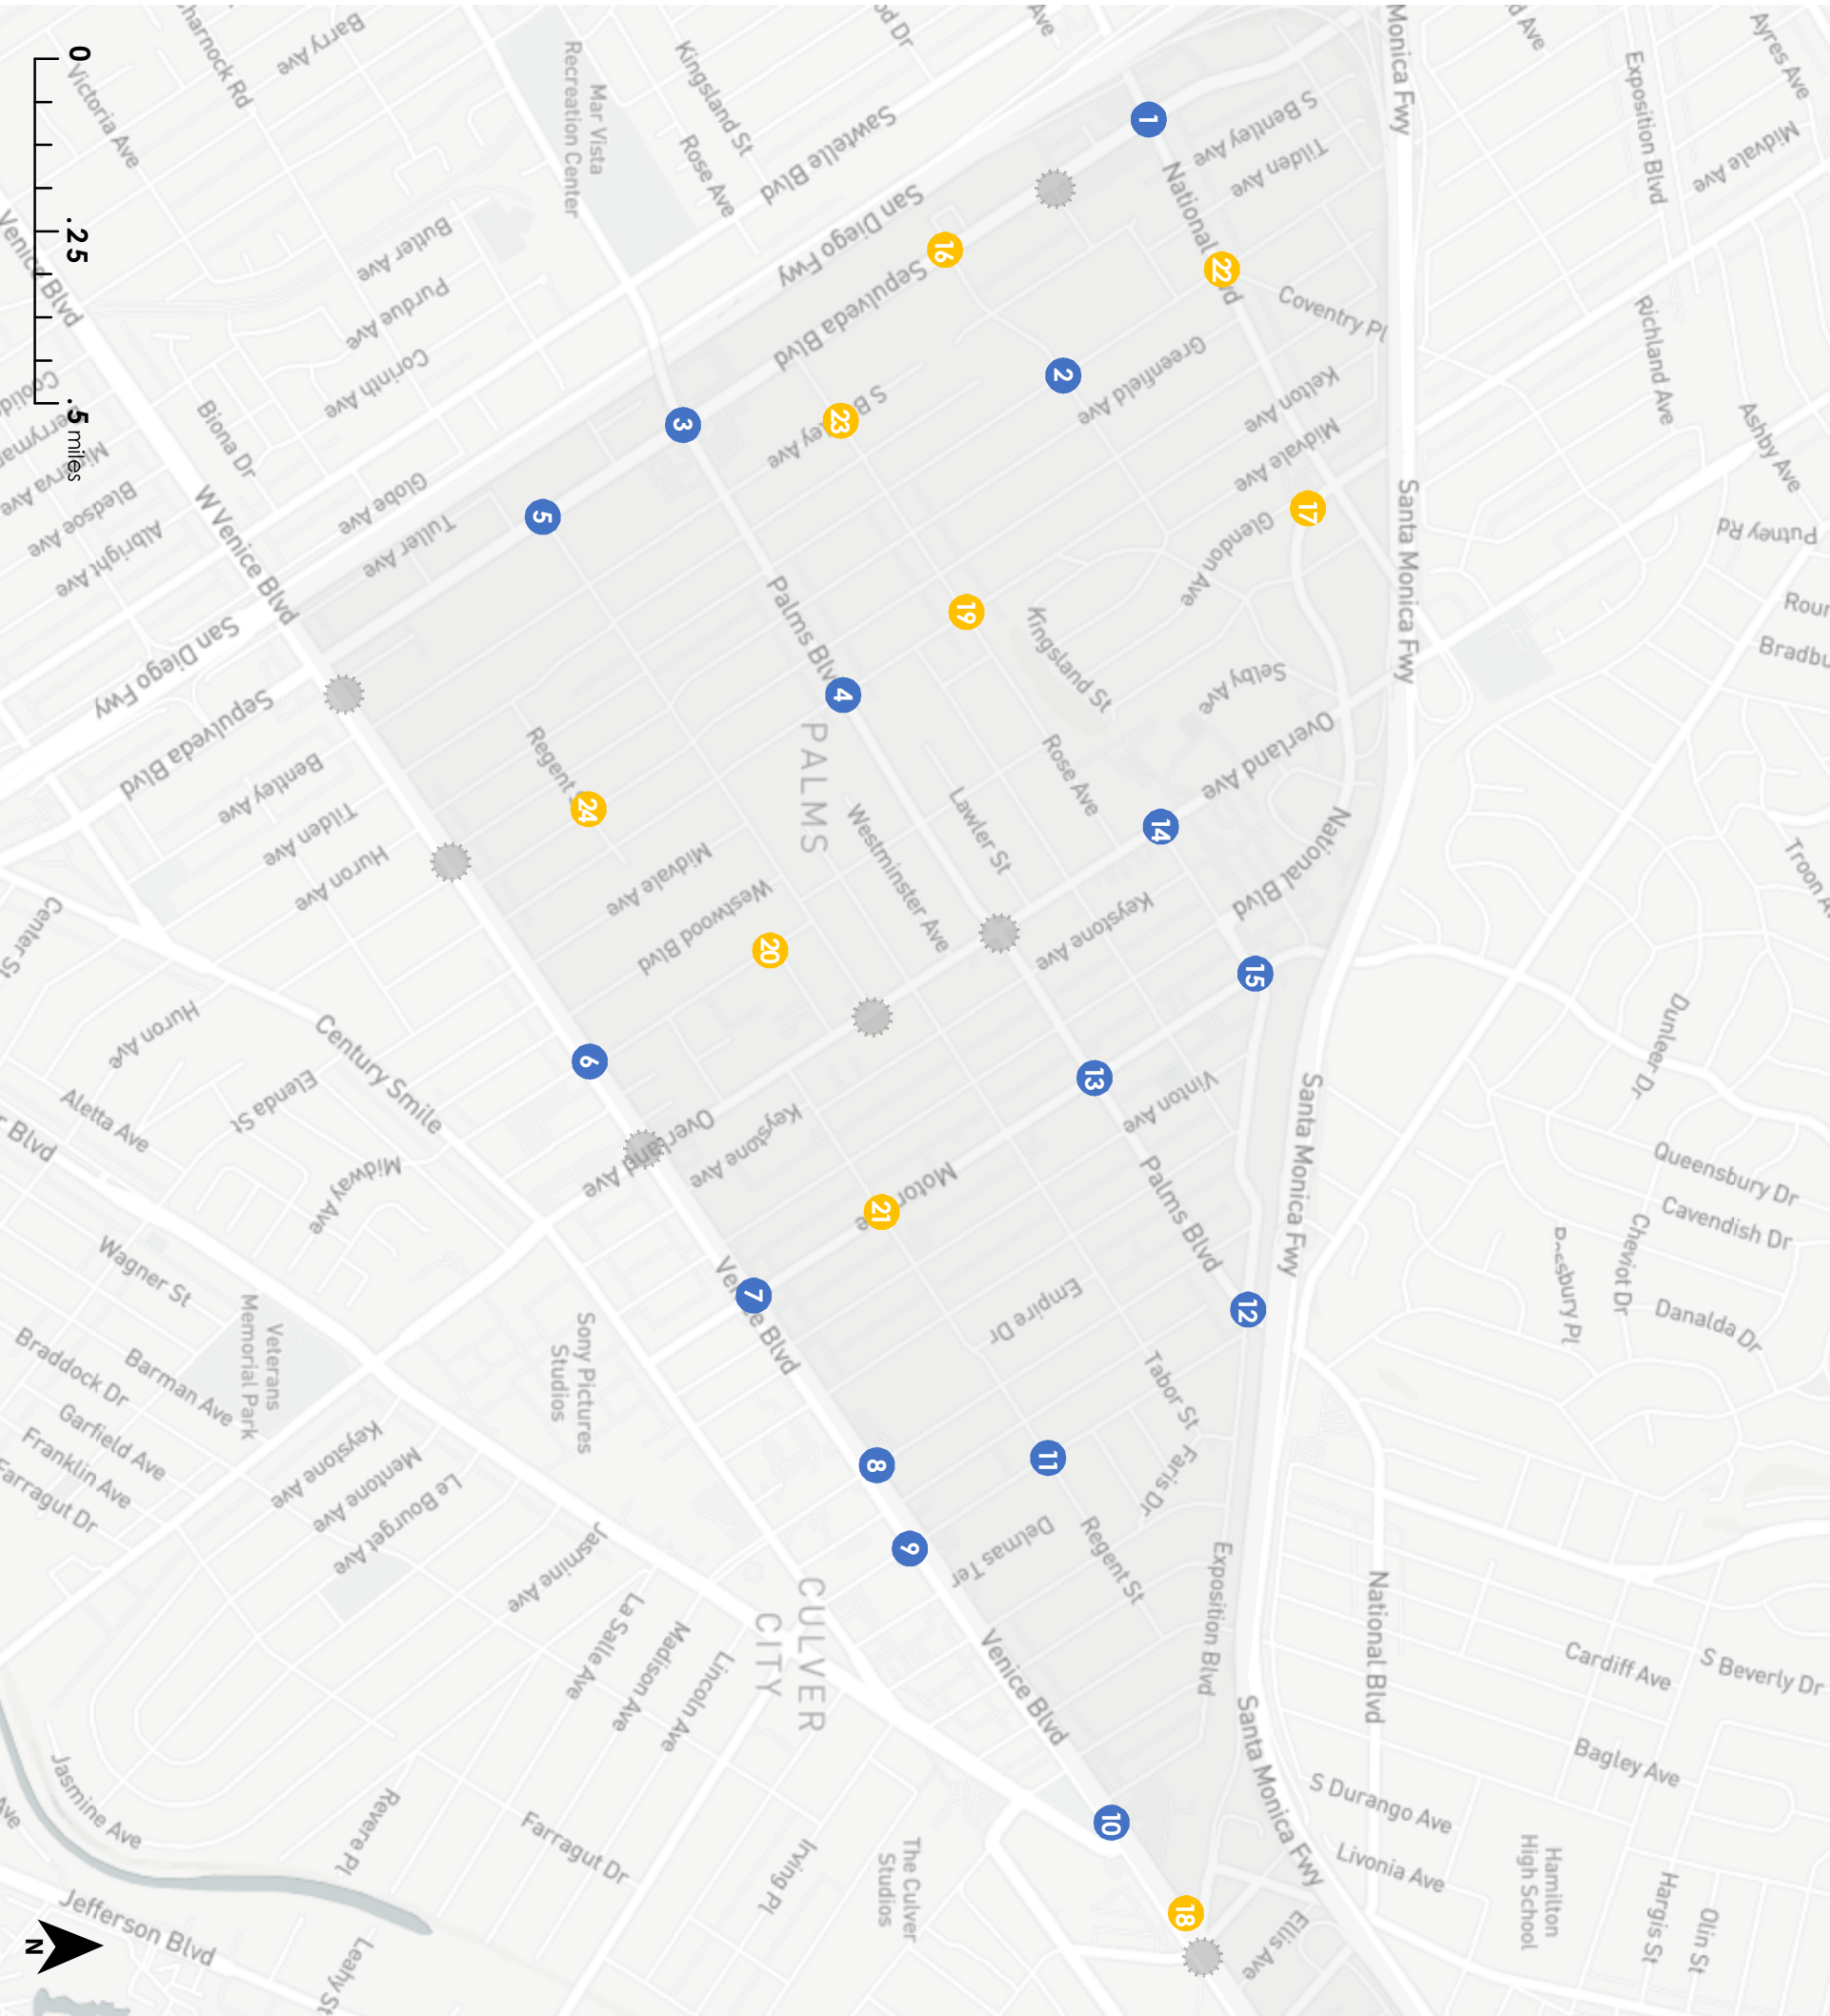 0
.25
.5 miles
N
Barry Ave
Charnock Rd
Victoria Ave
Venice Blvd
Mar Vista
Recreation Center
Kingsland St
Rose Ave
Sawtelle Blvd
San Diego Fwy
Sepulveda Blvd
Butler Ave
Purdue Ave
Corinth Ave
Biona Dr
Globe Ave
Tuller Ave
Minerva Ave
Bledsoe Ave
Albright Ave
W Venice Blvd
San Diego Fwy
Sepulveda Blvd
Bentley Ave
Tilden Ave
Huron Ave
Center St
Ave
Monica Fwy
Ayres Ave
Exposition Blvd
Midvale Ave
S Bentley Ave
Tilden Ave
National
Coventry Pl
Greenfield Ave
Kelton Ave
Midvale Ave
Glendon Ave
Richland Ave
Ashby Ave
Putney Rd
Santa Monica Fwy
Kingsland St
Selby Ave
Overland Ave
National Blvd
Palms Blvd
PALMS
Rose Ave
Lawler St
Westminster Ave
Regent
Midvale Ave
Westwood Blvd
Keystone Ave
Vinton Ave
Palms Blvd
Motor
Keystone Ave
Overland Ave
Huron Ave
Century Smile
Elenda St
Aletta Ave
Midway Ave
Wagner St
Veterans
Memorial Park
Braddock Dr
Barman Ave
Garfield Ave
Franklin Ave
Farragut Dr
Keystone Ave
Mentone Ave
Le Bourget Ave
Jasmine Ave
Sony Pictures
Studios
Venice Blvd
Empire Dr
Tabor St
Faris Dr
Delmas Ter
Regent St
Exposition Blvd
Santa Monica Fwy
Dunleer Dr
Queensbury Dr
Cavendish Dr
Cheviot Dr
Danalda Dr
National Blvd
Cardiff Ave
S Beverly Dr
Bagley Ave
S Durango Ave
Livonia Ave
Hamilton
High School
Hargis St
Olin St
Santa Monica Fwy
Ellis Ave
Venice Blvd
CULVER
CITY
La Salle Ave
Madison Ave
Lincoln Ave
The Culver
Studios
Irving Pl
Farragut Dr
Revere Pl
Jasmine Ave
Jefferson Blvd
Leahy St
1
2
3
4
5
6
7
8
9
10
11
12
13
14
15
16
17
18
19
20
21
22
23
24